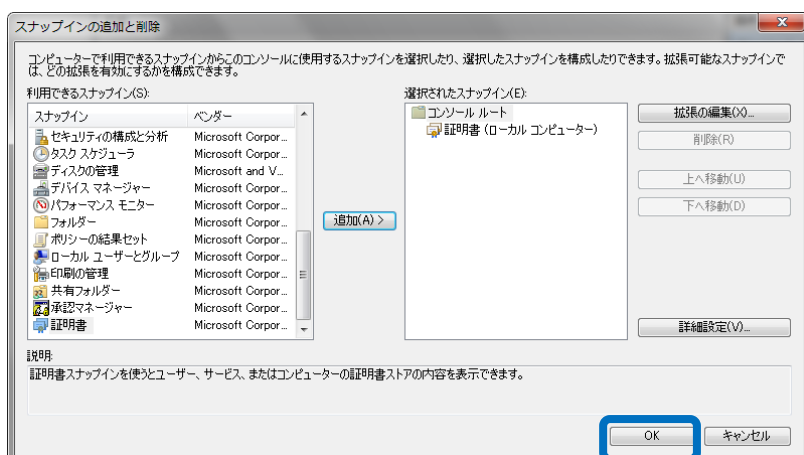 スナップインの追加と削除
コンピューターで利用できるスナップインからこのコンソールに使用するスナップインを選択したり、選択したスナップインを構成したりできます。拡張可能なスナップインで
は、どの拡張を有効にするかを構成できます。
利用できるスナップイン(S):
スナップイン ベンダー
セキュリティの構成と分析 Microsoft Corpor...
タスク スケジューラ Microsoft Corpor...
ディスクの管理 Microsoft and V...
デバイス マネージャー Microsoft Corpor...
パフォーマンス モニター Microsoft Corpor...
フォルダー Microsoft Corpor...
ポリシーの結果セット Microsoft Corpor...
ローカル ユーザーとグループ Microsoft Corpor...
印刷の管理 Microsoft Corpor...
共有フォルダー Microsoft Corpor...
承認マネージャー Microsoft Corpor...
証明書 Microsoft Corpor...
追加(A) >
選択されたスナップイン(E):
コンソール ルート
証明書 (ローカル コンピューター)
拡張の編集(X)...
削除(R)
上へ移動(U)
下へ移動(D)
詳細設定(V)...
説明:
証明書スナップインを使うとユーザー、サービス、またはコンピューターの証明書ストアの内容を表示できます。
OK
キャンセル